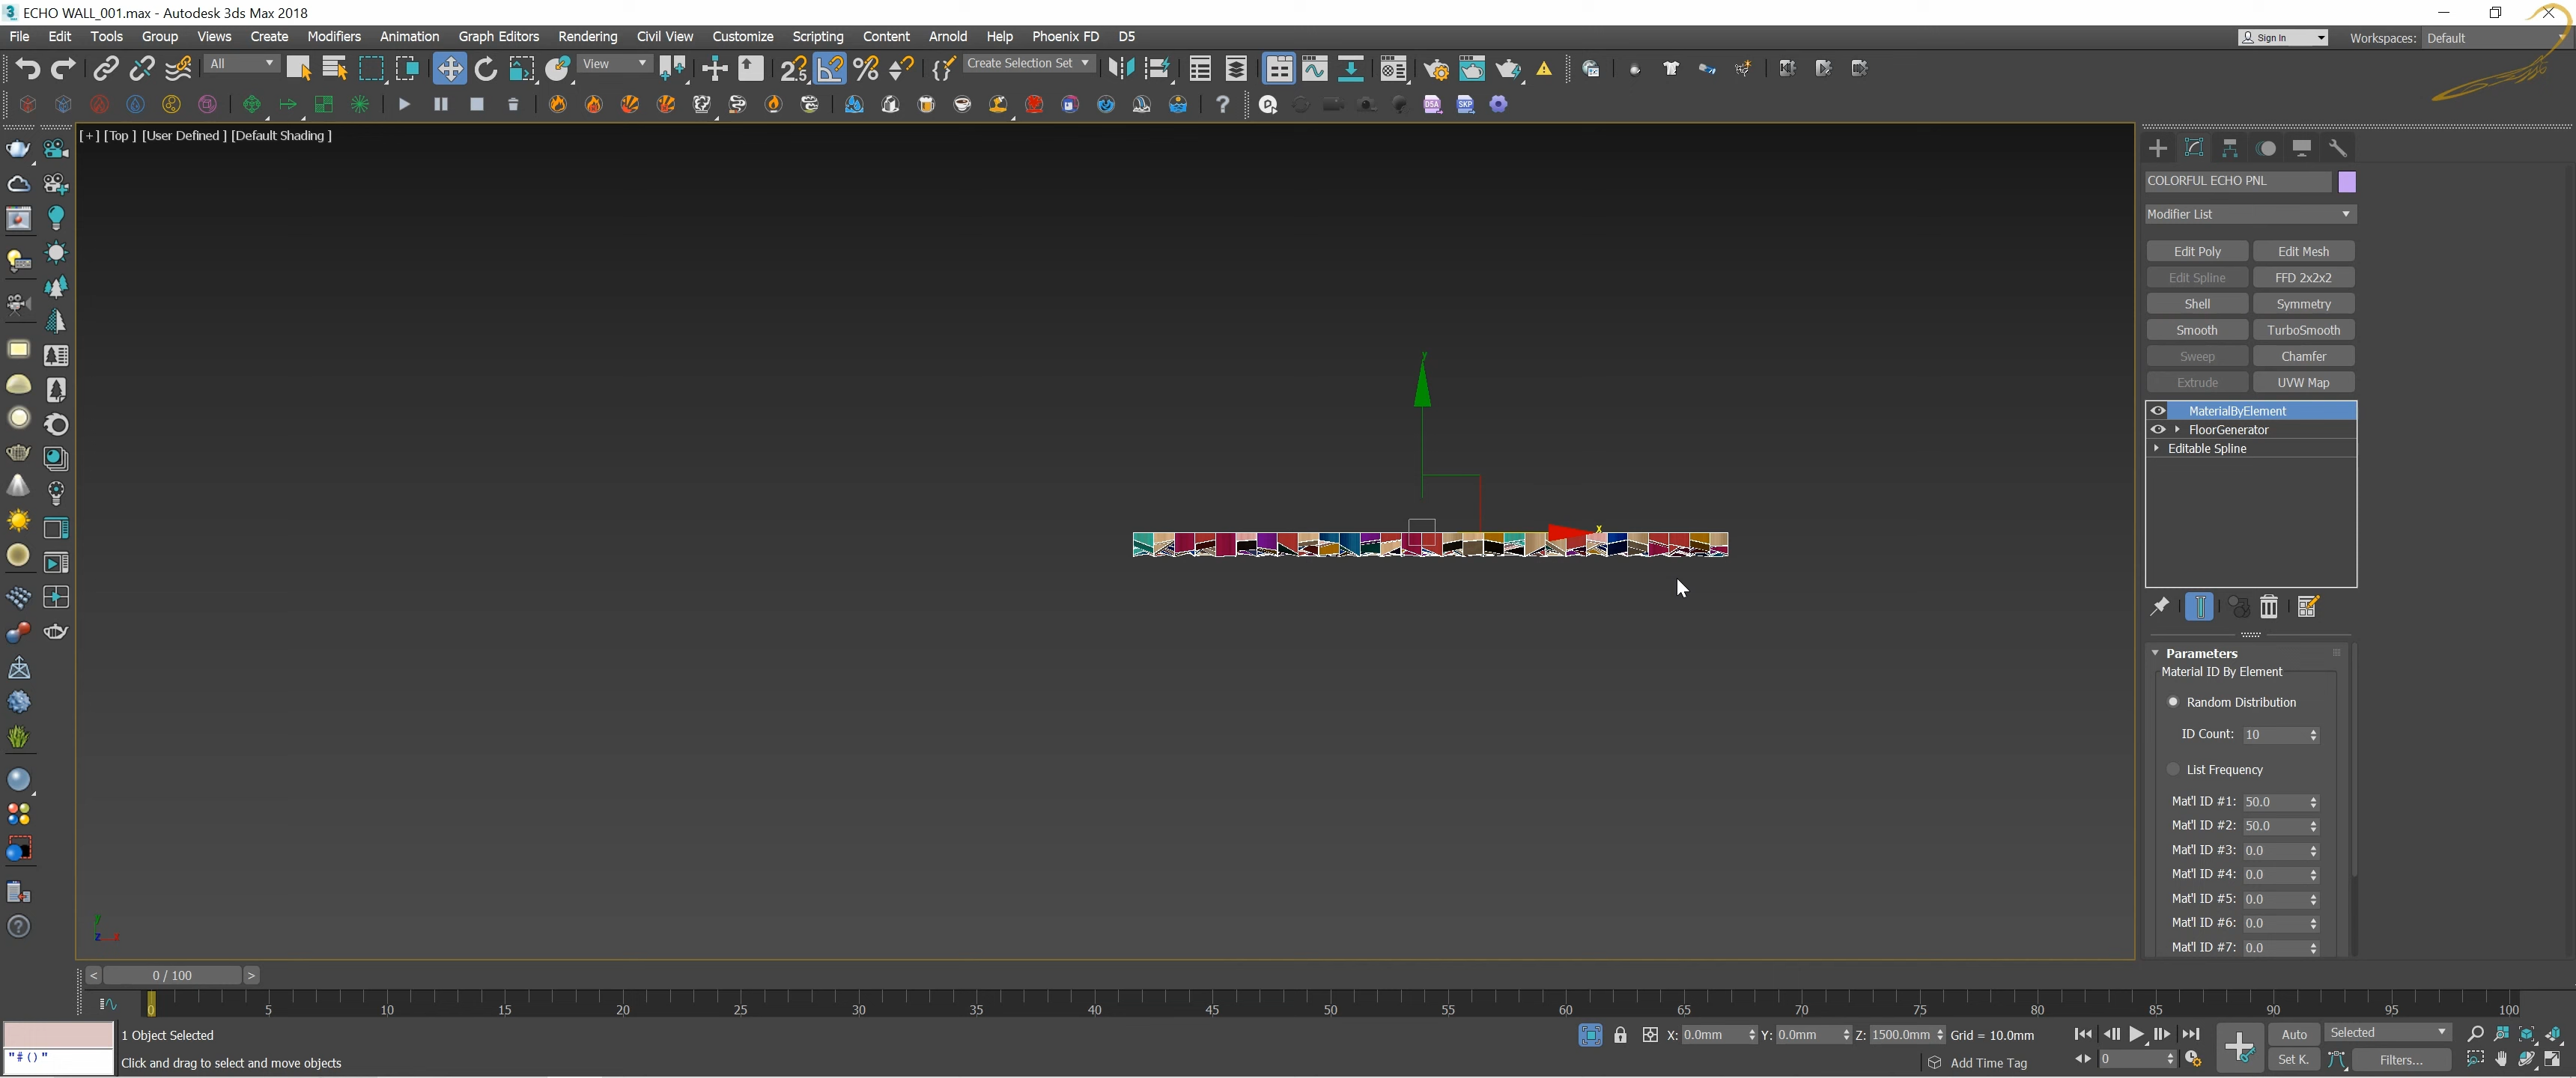 ECHO WALL_001.max - Autodesk 3ds Max 2018
File Edit Tools Group Views Create Modifiers Animation Graph Editors Rendering Civil View Customize Scripting Content Arnold Help Phoenix FD D5
Sign In Workspaces: Default
All View Create Selection Set
DSA SKP
[+] [Top ] [User Defined ] [Default Shading ]
COLORFUL ECHO PNL
Modifier List
Edit Poly Edit Mesh
Edit Spline FFD 2x2x2
Shell Symmetry
Smooth TurboSmooth
Sweep Chamfer
Extrude UVW Map
MaterialByElement
FloorGenerator
Editable Spline
y
x
Parameters
Material ID By Element
Random Distribution
ID Count: 10
List Frequency
Mat'l ID #1: 50.0
Mat'l ID #2: 50.0
Mat'l ID #3: 0.0
Mat'l ID #4: 0.0
Mat'l ID #5: 0.0
Mat'l ID #6: 0.0
Mat'l ID #7: 0.0
< 0 / 100 >
0 5 10 15 20 25 30 35 40 45 50 55 60 65 70 75 80 85 90 95 100
1 Object Selected
X: 0.0mm Y: 0.0mm Z: 1500.0mm Grid = 10.0mm
Auto Selected
"#()"
Click and drag to select and move objects
Add Time Tag
0 Set K. Filters...